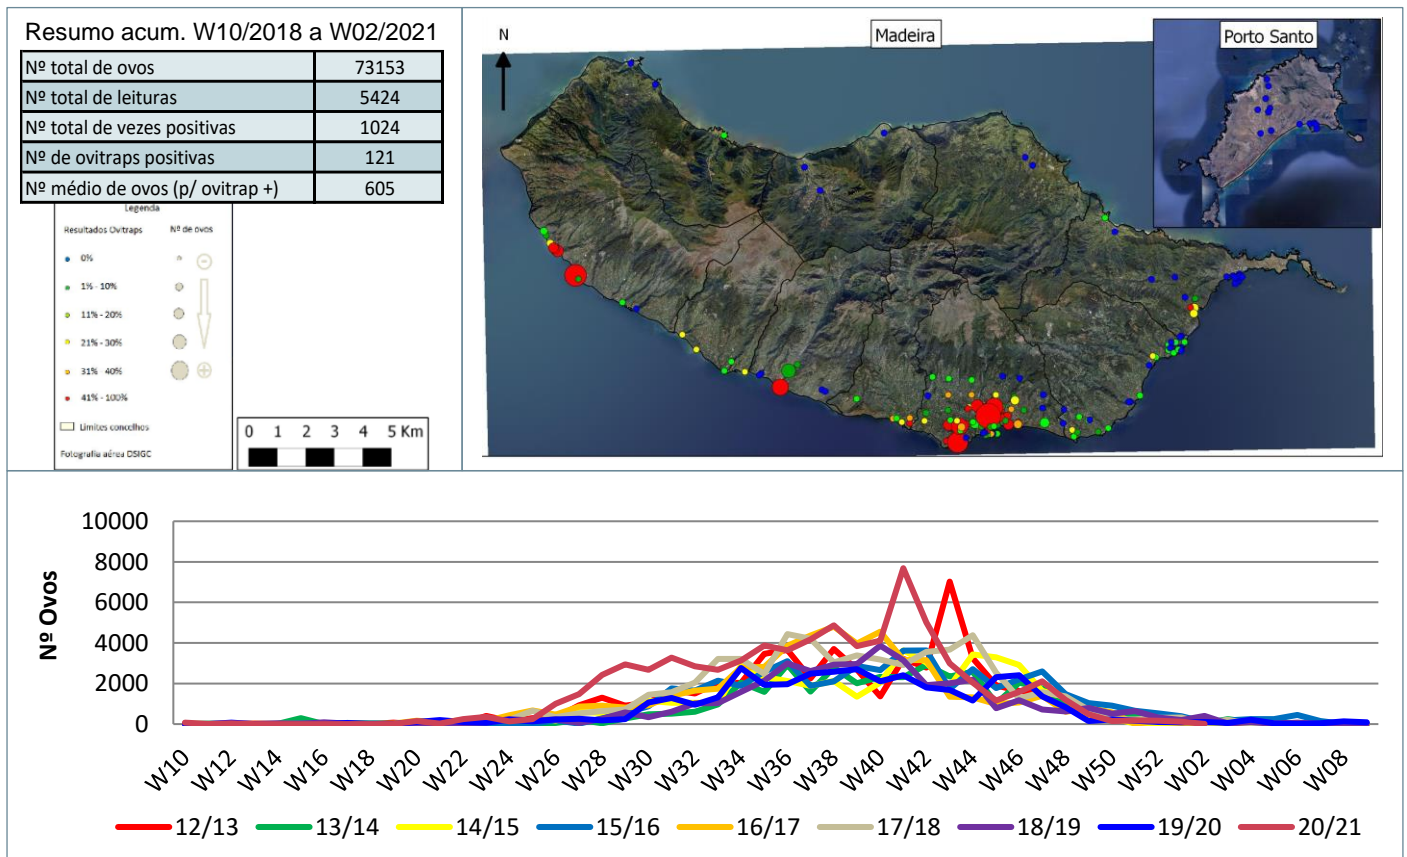 Resumo acum. W10/2018 a W02/2021
Nº total de ovos 73153
Nº total de leituras 5424
Nº total de vezes positivas 1024
Nº de ovitraps positivas 121
Nº médio de ovos (p/ ovitrap +) 605
Legenda
Resultados Ovitraps Nº de ovos
0%
1% - 10%
11% - 20%
21% - 30%
31% - 40%
41% - 100%
Limites concelhos
Fotografia aérea DSIGC
0 1 2 3 4 5 Km
N
Madeira
Porto Santo
Nº Ovos
10000
8000
6000
4000
2000
0
W10 W12 W14 W16 W18 W20 W22 W24 W26 W28 W30 W32 W34 W36 W38 W40 W42 W44 W46 W48 W50 W52 W02 W04 W06 W08
12/13 13/14 14/15 15/16 16/17 17/18 18/19 19/20 20/21